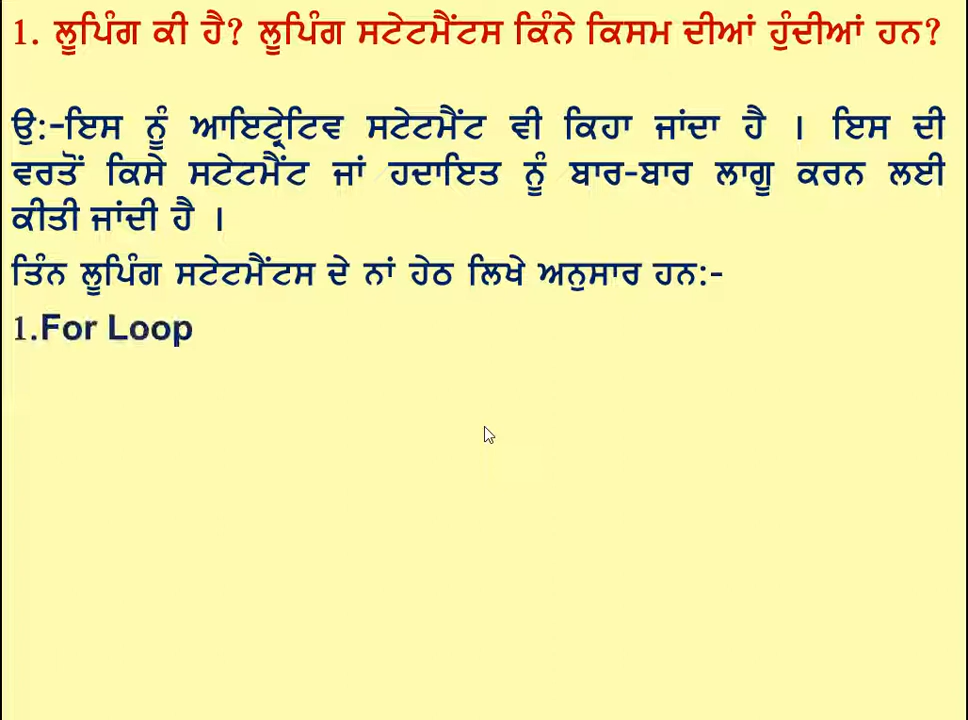 1. ਲੂਪਿੰਗ ਕੀ ਹੈ? ਲੂਪਿੰਗ ਸਟੇਟਮੈਂਟਸ ਕਿੰਨੇ ਕਿਸਮ ਦੀਆਂ ਹੁੰਦੀਆਂ ਹਨ?
ਉ:-ਇਸ ਨੂੰ ਆਇਟ੍ਰੇਟਿਵ ਸਟੇਟਮੈਂਟ ਵੀ ਕਿਹਾ ਜਾਂਦਾ ਹੈ । ਇਸ ਦੀ
ਵਰਤੋਂ ਕਿਸੇ ਸਟੇਟਮੈਂਟ ਜਾਂ ਹਦਾਇਤ ਨੂੰ ਬਾਰ-ਬਾਰ ਲਾਗੂ ਕਰਨ ਲਈ
ਕੀਤੀ ਜਾਂਦੀ ਹੈ ।
ਤਿੰਨ ਲੂਪਿੰਗ ਸਟੇਟਮੈਂਟਸ ਦੇ ਨਾਂ ਹੇਠ ਲਿਖੇ ਅਨੁਸਾਰ ਹਨ:-
1.For Loop